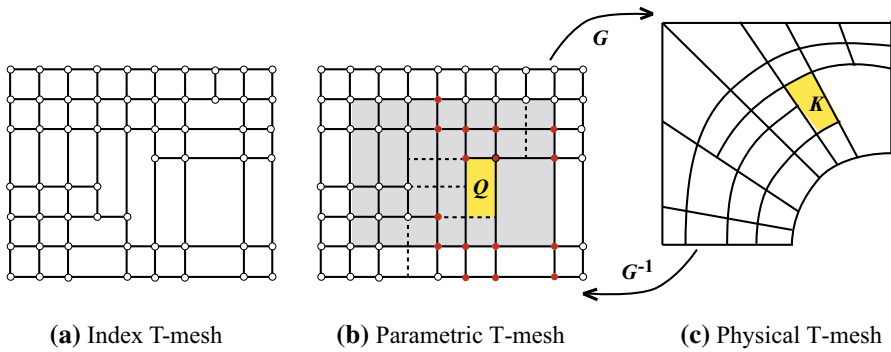 G
K
Q
G⁻¹
(a) Index T-mesh
(b) Parametric T-mesh
(c) Physical T-mesh